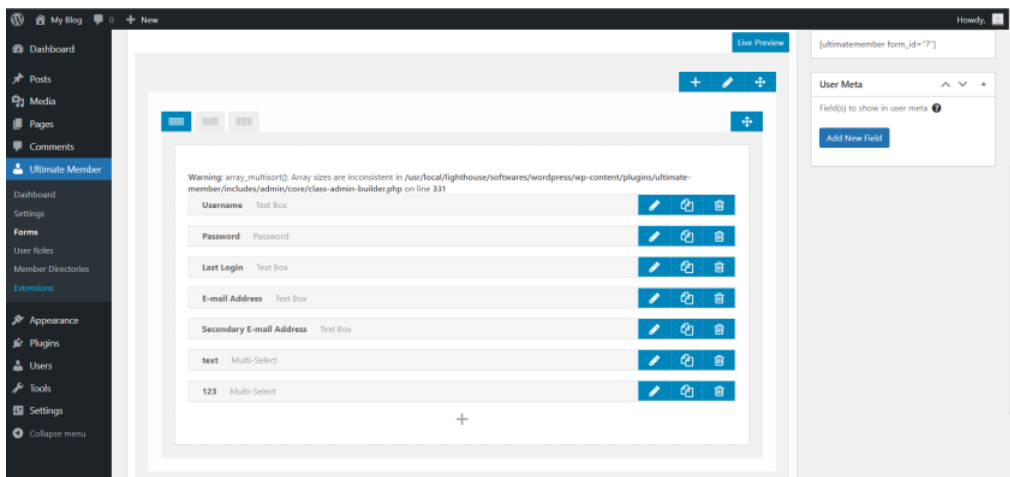 My Blog 0 New Howdy,
Dashboard
Posts
Media
Pages
Comments
Ultimate Member
Dashboard
Settings
Forms
User Roles
Member Directories
Extensions
Appearance
Plugins
Users
Tools
Settings
Collapse menu
Live Preview
Warning: array_multisort(): Array sizes are inconsistent in /usr/local/lighthouse/softwares/wordpress/wp-content/plugins/ultimate-
member/includes/admin/core/class-admin-builder.php on line 331
Username Text Box
Password Password
Last Login Text Box
E-mail Address Text Box
Secondary E-mail Address Text Box
text Multi-Select
123 Multi-Select
[ultimatemember form_id="7"]
User Meta
Field(s) to show in user meta
Add New Field